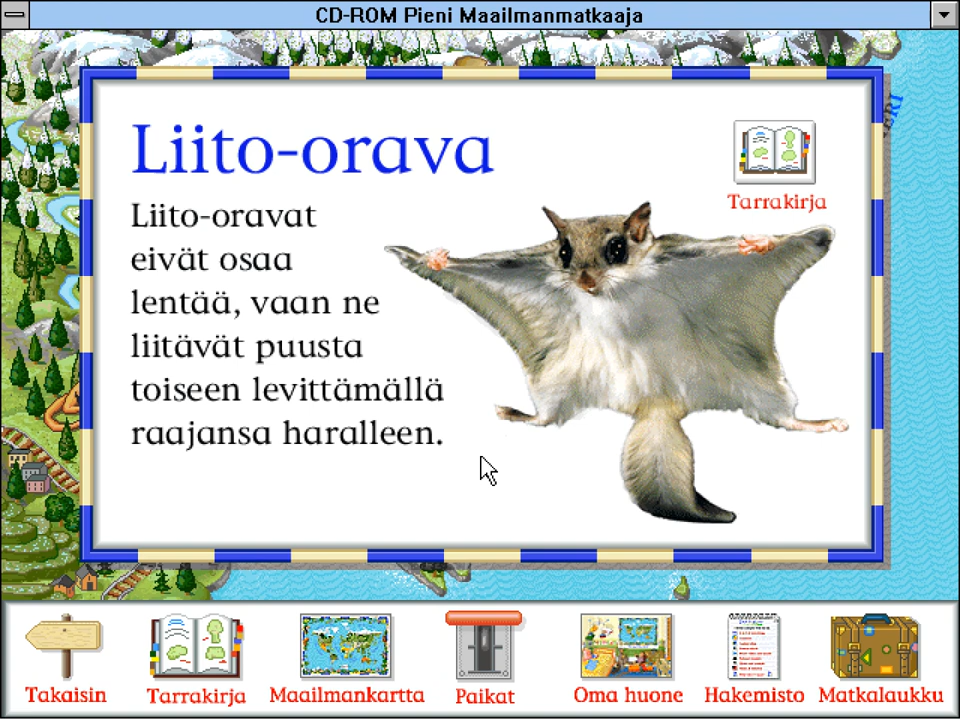 CD-ROM Pieni Maailmanmatkaaja
Liito-orava
Tarrakirja
Liito-oravat
eivät osaa
lentää, vaan ne
liitävät puusta
toiseen levittämällä
raajansa haralleen.
Takaisin
Tarrakirja
Maailmankartta
Paikat
Oma huone
Hakemisto
Matkalaukku